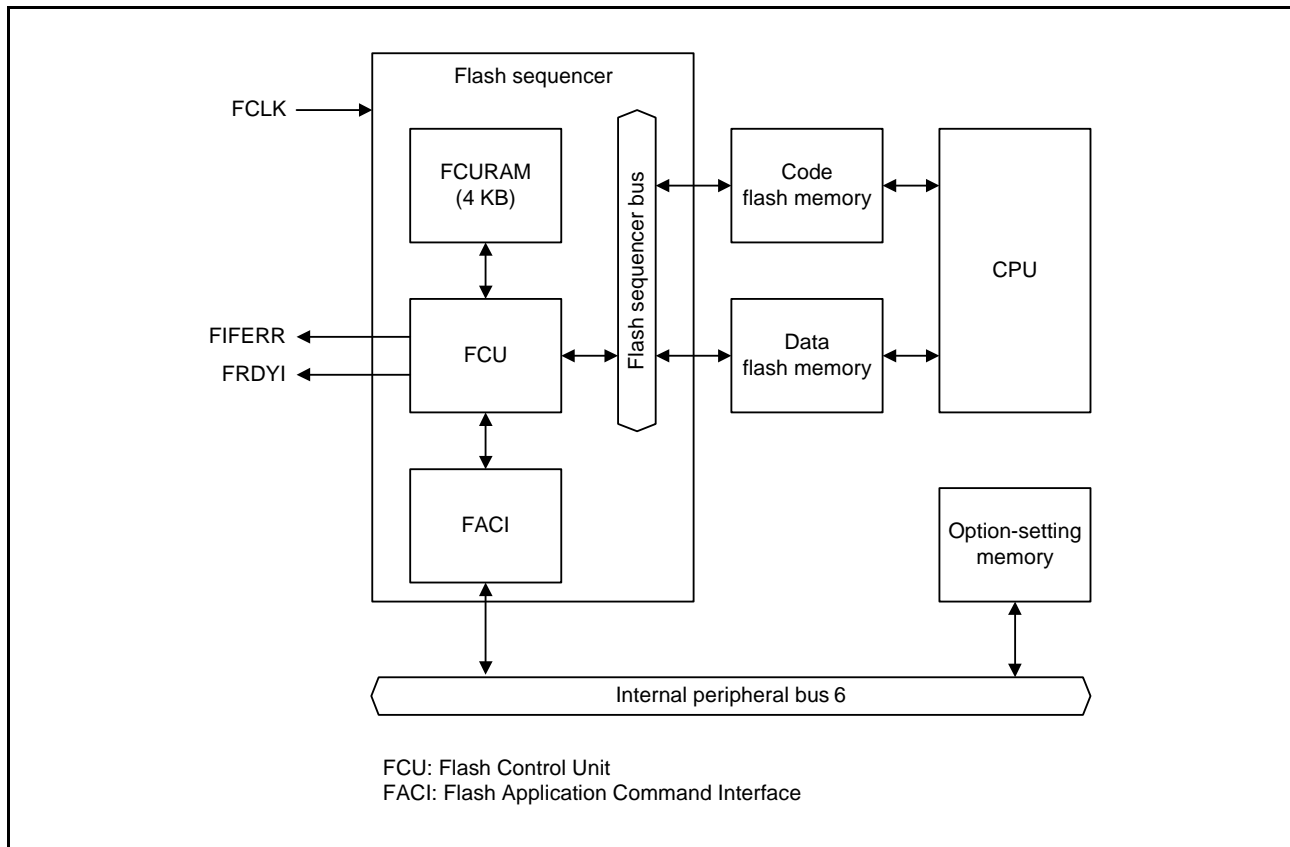 Flash sequencer
FCLK
FCURAM
(4 KB)
Flash sequencer bus
Code
flash memory
CPU
FIFERR
FRDYI
FCU
Data
flash memory
FACI
Option-setting
memory
Internal peripheral bus 6
FCU: Flash Control Unit
FACI: Flash Application Command Interface